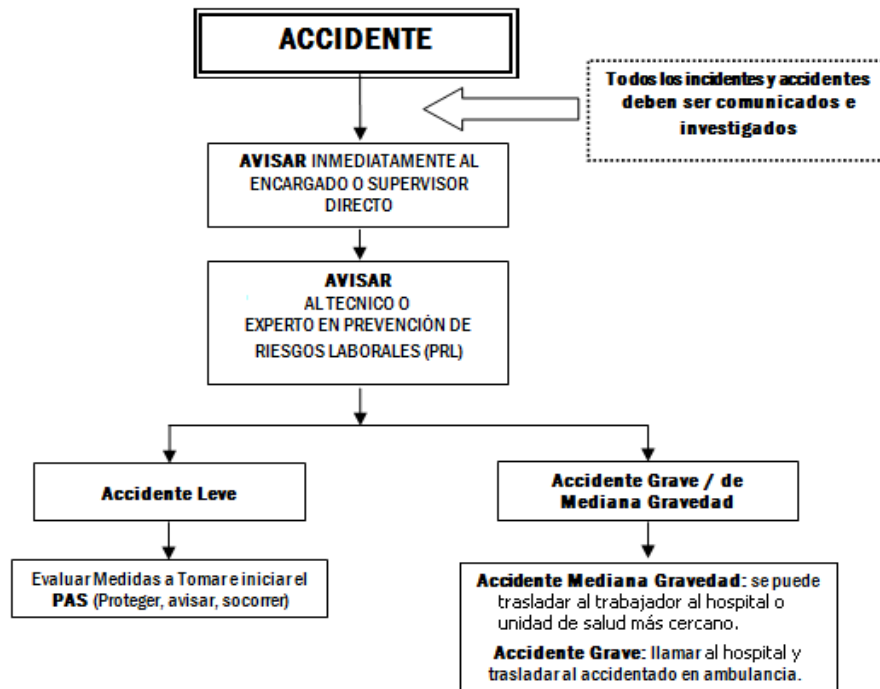 ACCIDENTE
Todos los incidentes y accidentes
deben ser comunicados e
investigados
AVISAR INMEDIATAMENTE AL
ENCARGADO O SUPERVISOR
DIRECTO
AVISAR
AL TECNICO O
EXPERTO EN PREVENCIÓN DE
RIESGOS LABORALES (PRL)
Accidente Leve
Accidente Grave / de
Mediana Gravedad
Evaluar Medidas a Tomar e iniciar el
PAS (Proteger, avisar, socorrer)
Accidente Mediana Gravedad: se puede
trasladar al trabajador al hospital o
unidad de salud más cercano.
Accidente Grave: llamar al hospital y
trasladar al accidentado en ambulancia.